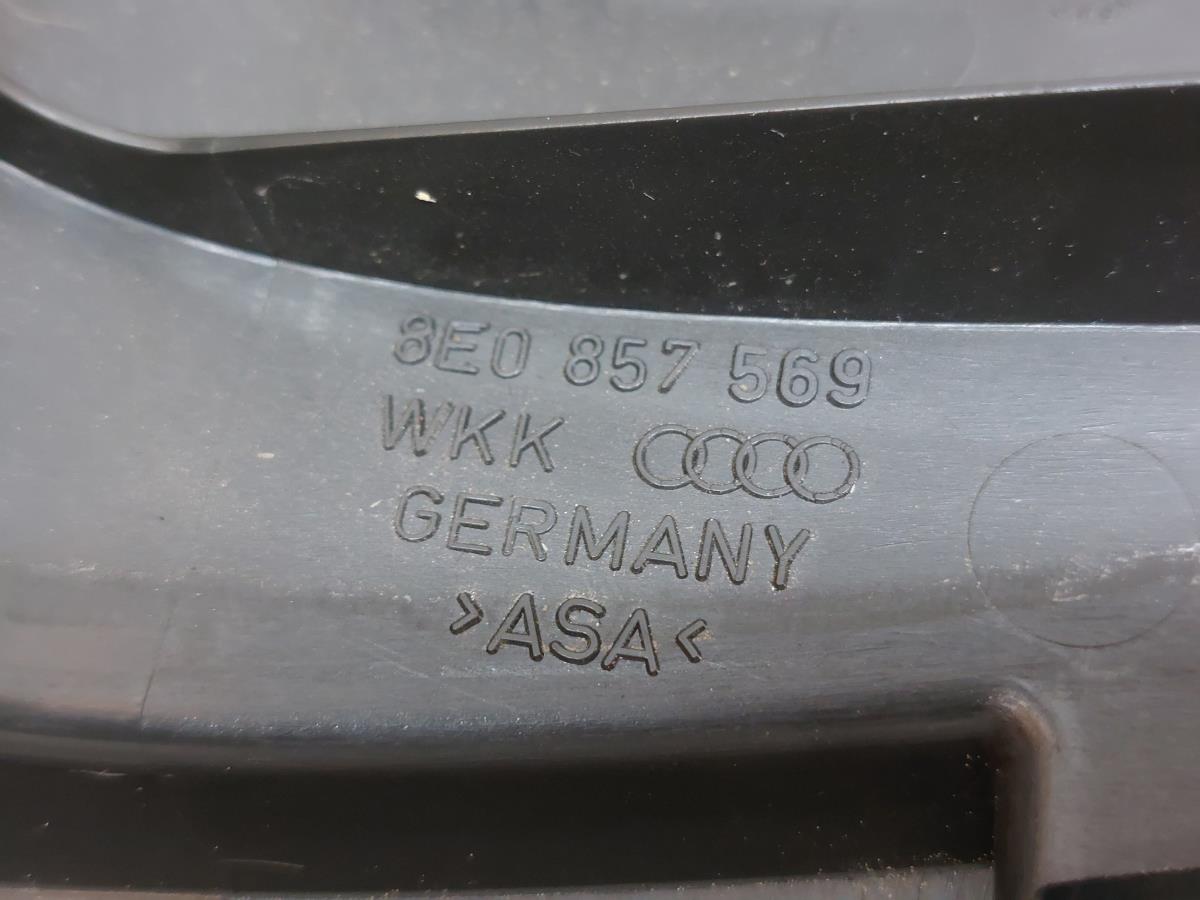 8E0 857 569
WKK
GERMANY
>ASA<